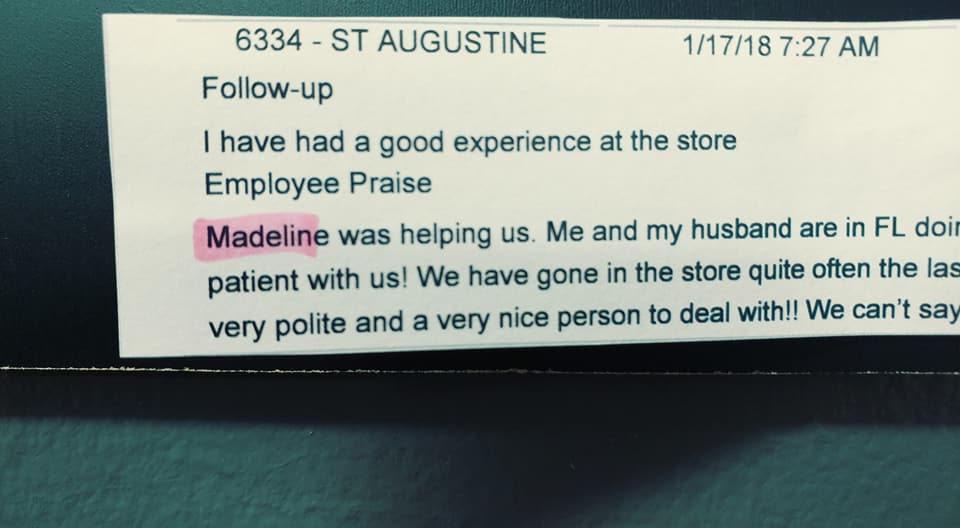 6334 - ST AUGUSTINE 1/17/18 7:27 AM
Follow-up
I have had a good experience at the store
Employee Praise
Madeline was helping us. Me and my husband are in FL
patient with us! We have gone in the store quite often the
very polite and a very nice person to deal with!! We can't say